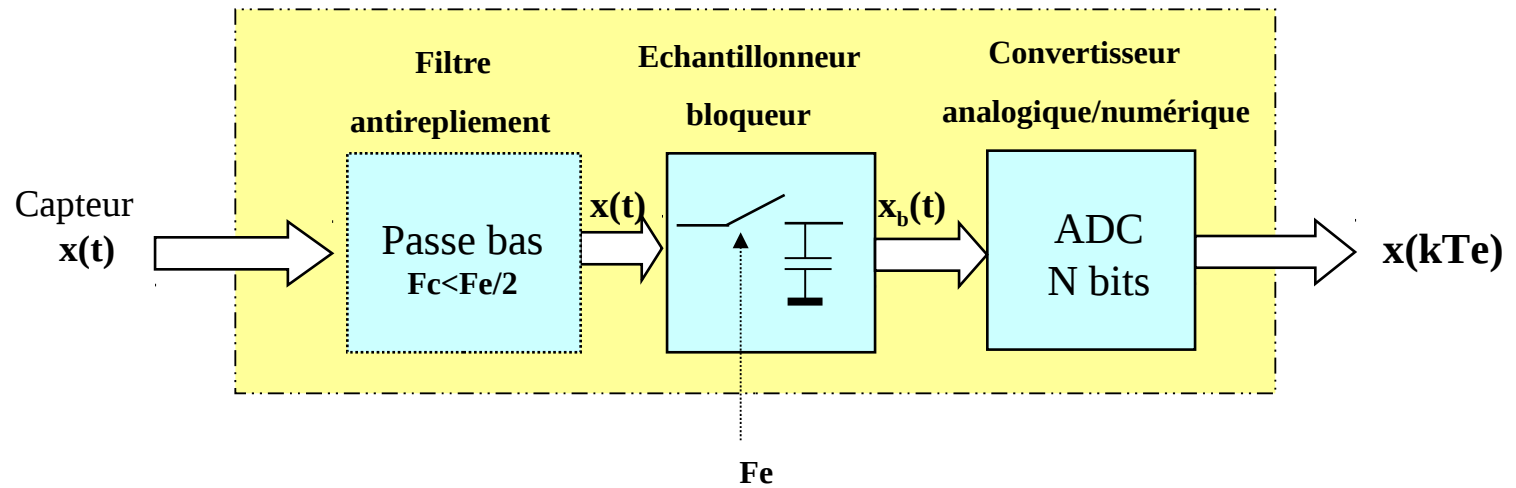 Filtre
antirepliement
Echantillonneur
bloqueur
Convertisseur
analogique/numérique
Capteur
x(t)
Passe bas
Fc<Fe/2
x(t)
xb(t)
ADC
N bits
x(kTe)
Fe